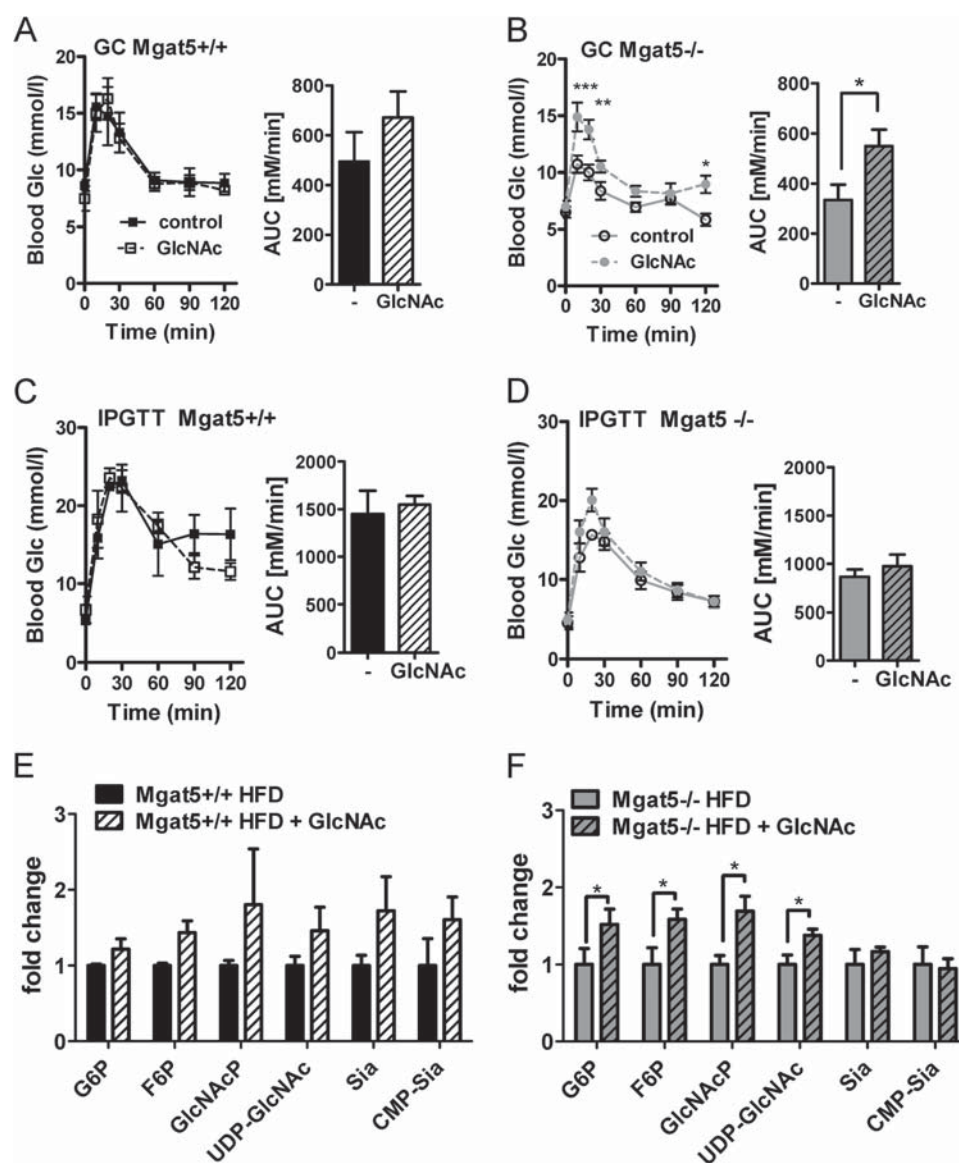 A
GC Mgat5+/+
Blood Glc (mmol/l)
20
15
10
5
0
control
GlcNAc
0 30 60 90 120
Time (min)
AUC [mM/min]
800
600
400
200
0
-
GlcNAc
B
GC Mgat5-/-
Blood Glc (mmol/l)
20
15
10
5
0
***
**
*
control
GlcNAc
0 30 60 90 120
Time (min)
AUC [mM/min]
800
600
400
200
0
*
-
GlcNAc
C
IPGTT Mgat5+/+
Blood Glc (mmol/l)
30
20
10
0
0 30 60 90 120
Time (min)
AUC [mM/min]
2000
1500
1000
500
0
-
GlcNAc
D
IPGTT Mgat5 -/-
Blood Glc (mmol/l)
30
20
10
0
0 30 60 90 120
Time (min)
AUC [mM/min]
2000
1500
1000
500
0
-
GlcNAc
E
Mgat5+/+ HFD
Mgat5+/+ HFD + GlcNAc
fold change
3
2
1
0
G6P
F6P
GlcNAcP
UDP-GlcNAc
Sia
CMP-Sia
F
Mgat5-/- HFD
Mgat5-/- HFD + GlcNAc
fold change
3
2
1
0
*
*
*
*
G6P
F6P
GlcNAcP
UDP-GlcNAc
Sia
CMP-Sia